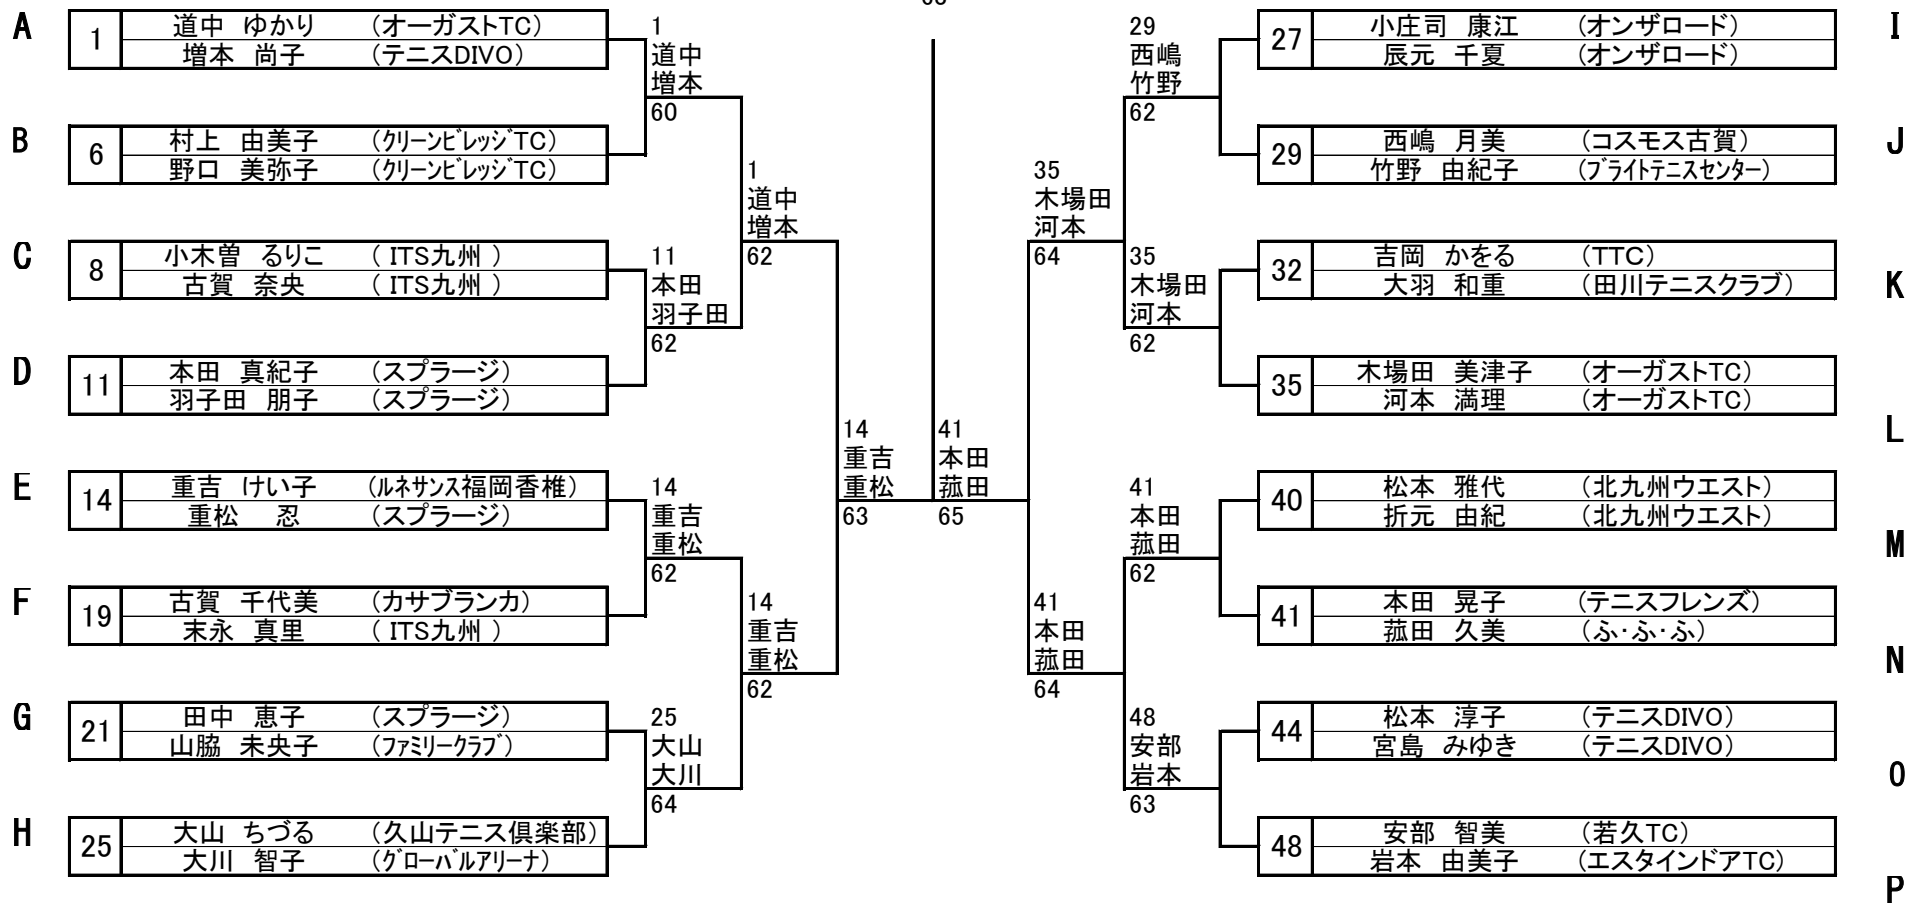 A
1
道中 ゆかり (オーガストTC)
増本 尚子 (テニスDIVO)
B
6
村上 由美子 (ｸﾘｰﾝﾋﾞﾚｯｼﾞTC)
野口 美弥子 (ｸﾘｰﾝﾋﾞﾚｯｼﾞTC)
C
8
小木曽 るりこ ( ITS九州 )
古賀 奈央 ( ITS九州 )
D
11
本田 真紀子 (スプラージ)
羽子田 朋子 (スプラージ)
E
14
重吉 けい子 (ﾙﾈｻﾝｽ福岡香椎)
重松 忍 (スプラージ)
F
19
古賀 千代美 (カサブランカ)
末永 真里 ( ITS九州 )
G
21
田中 恵子 (スプラージ)
山脇 未央子 (ﾌｧﾐﾘｰｸﾗﾌﾞ)
H
25
大山 ちづる (久山テニス倶楽部)
大川 智子 (ｸﾞﾛｰﾊﾞﾙｱﾘｰﾅ)
1
道中
増本
60
11
本田
羽子田
62
14
重吉
重松
62
25
大山
大川
64
1
道中
増本
62
14
重吉
重松
62
14
重吉
重松
63
41
本田
菰田
65
35
木場田
河本
64
41
本田
菰田
64
29
西嶋
竹野
62
35
木場田
河本
62
41
本田
菰田
62
48
安部
岩本
63
27
小庄司 康江 (オンザロード)
辰元 千夏 (オンザロード)
I
29
西嶋 月美 (コスモス古賀)
竹野 由紀子 (ﾌﾞﾗｲﾄﾃﾆｽｾﾝﾀｰ)
J
32
吉岡 かをる (TTC)
大羽 和重 (田川テニスクラブ)
K
35
木場田 美津子 (オーガストTC)
河本 満理 (オーガストTC)
L
40
松本 雅代 (北九州ウエスト)
折元 由紀 (北九州ウエスト)
M
41
本田 晃子 (テニスフレンズ)
菰田 久美 (ふ・ふ・ふ)
N
44
松本 淳子 (テニスDIVO)
宮島 みゆき (テニスDIVO)
O
48
安部 智美 (若久TC)
岩本 由美子 (エスタインドアTC)
P